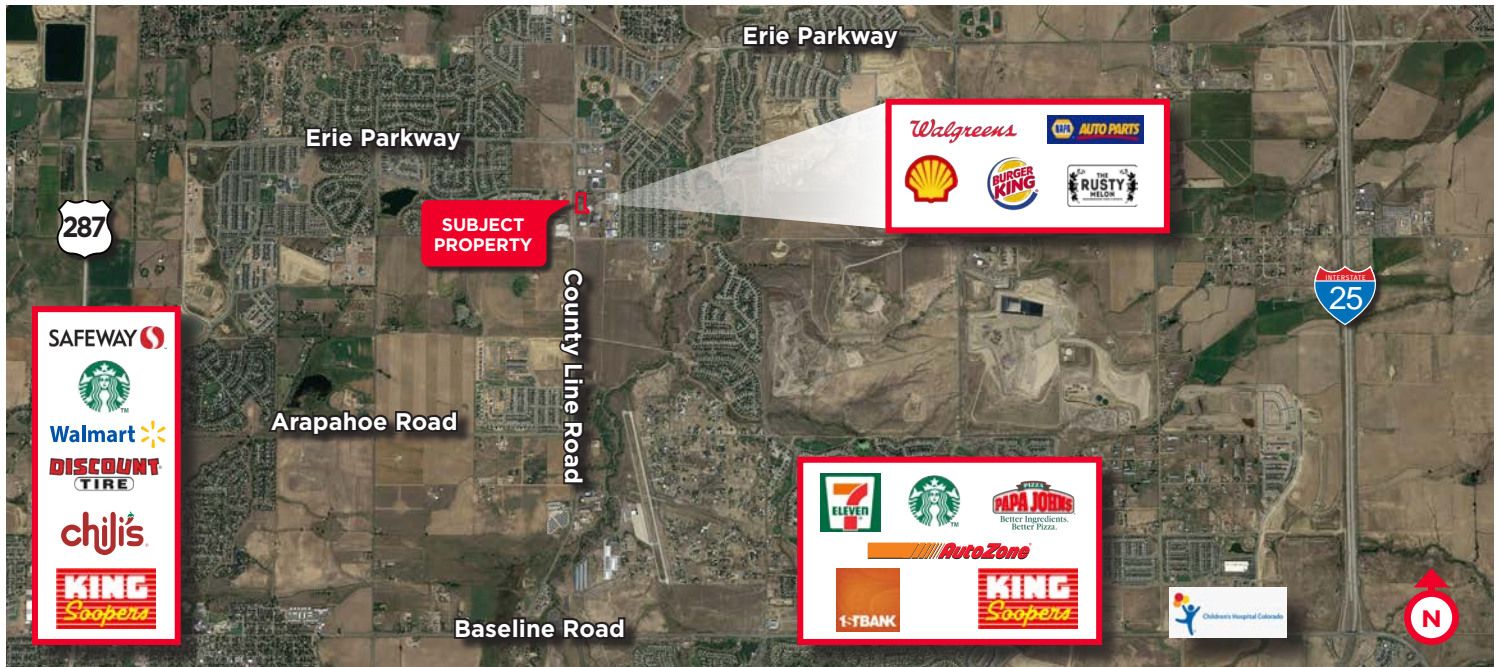 Erie Parkway
Erie Parkway
Walgreens
NAPA AUTO PARTS
BURGER
KING
THE
RUSTY
MELON
SUBJECT
PROPERTY
287
County Line Road
INTERSTATE
25
SAFEWAY
TM
Walmart
DISCOUNT
TIRE
chili's
KING
Soopers
Arapahoe Road
7
ELEVEN
TM
PIZZA
PAPA JOHNS
Better Ingredients.
Better Pizza.
AutoZone
1STBANK
KING
Soopers
Children's Hospital Colorado
Baseline Road
N